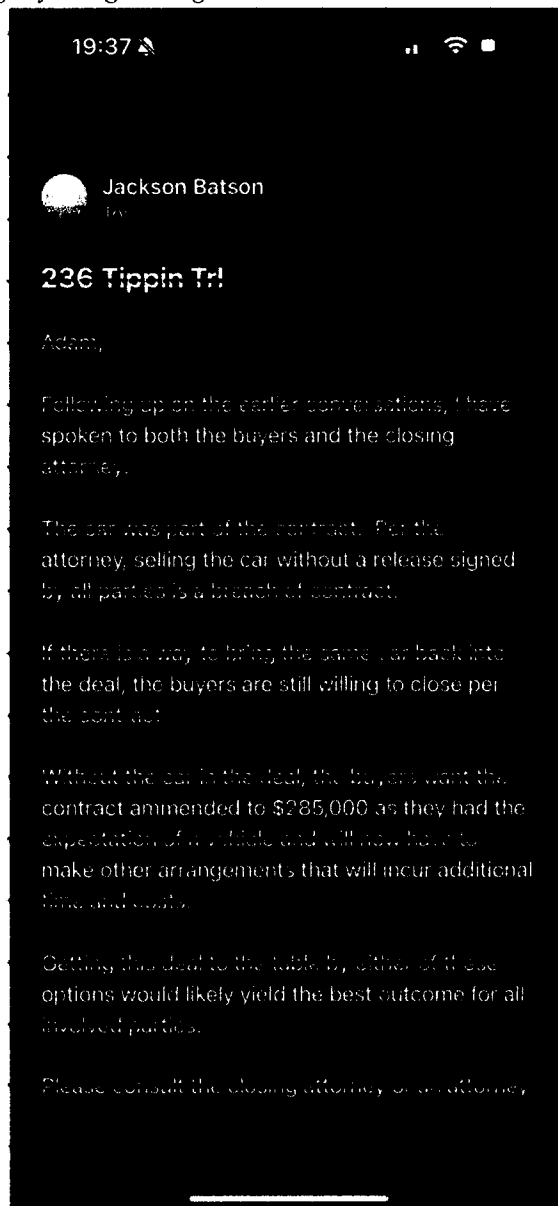 19:37
Jackson Batson
236 Tippin Trl
Adam,
Following up on the earlier conversations, I have
spoken to both the buyers and the closing
attorney.
The car was part of the contract. Per the
attorney, selling the car without a release signed
by all parties is a breach of contract.
If there is a way to bring the same car back into
the deal, the buyers are still willing to close per
the contract
Without the car in the deal, the buyers want the
contract ammended to $285,000 as they had the
expectation of a vehicle and will now have to
make other arrangements that will incur additional
time and costs.
Getting this deal to the table by either of these
options would likely yield the best outcome for all
involved parties.
Please consult the closing attorney or an attorney